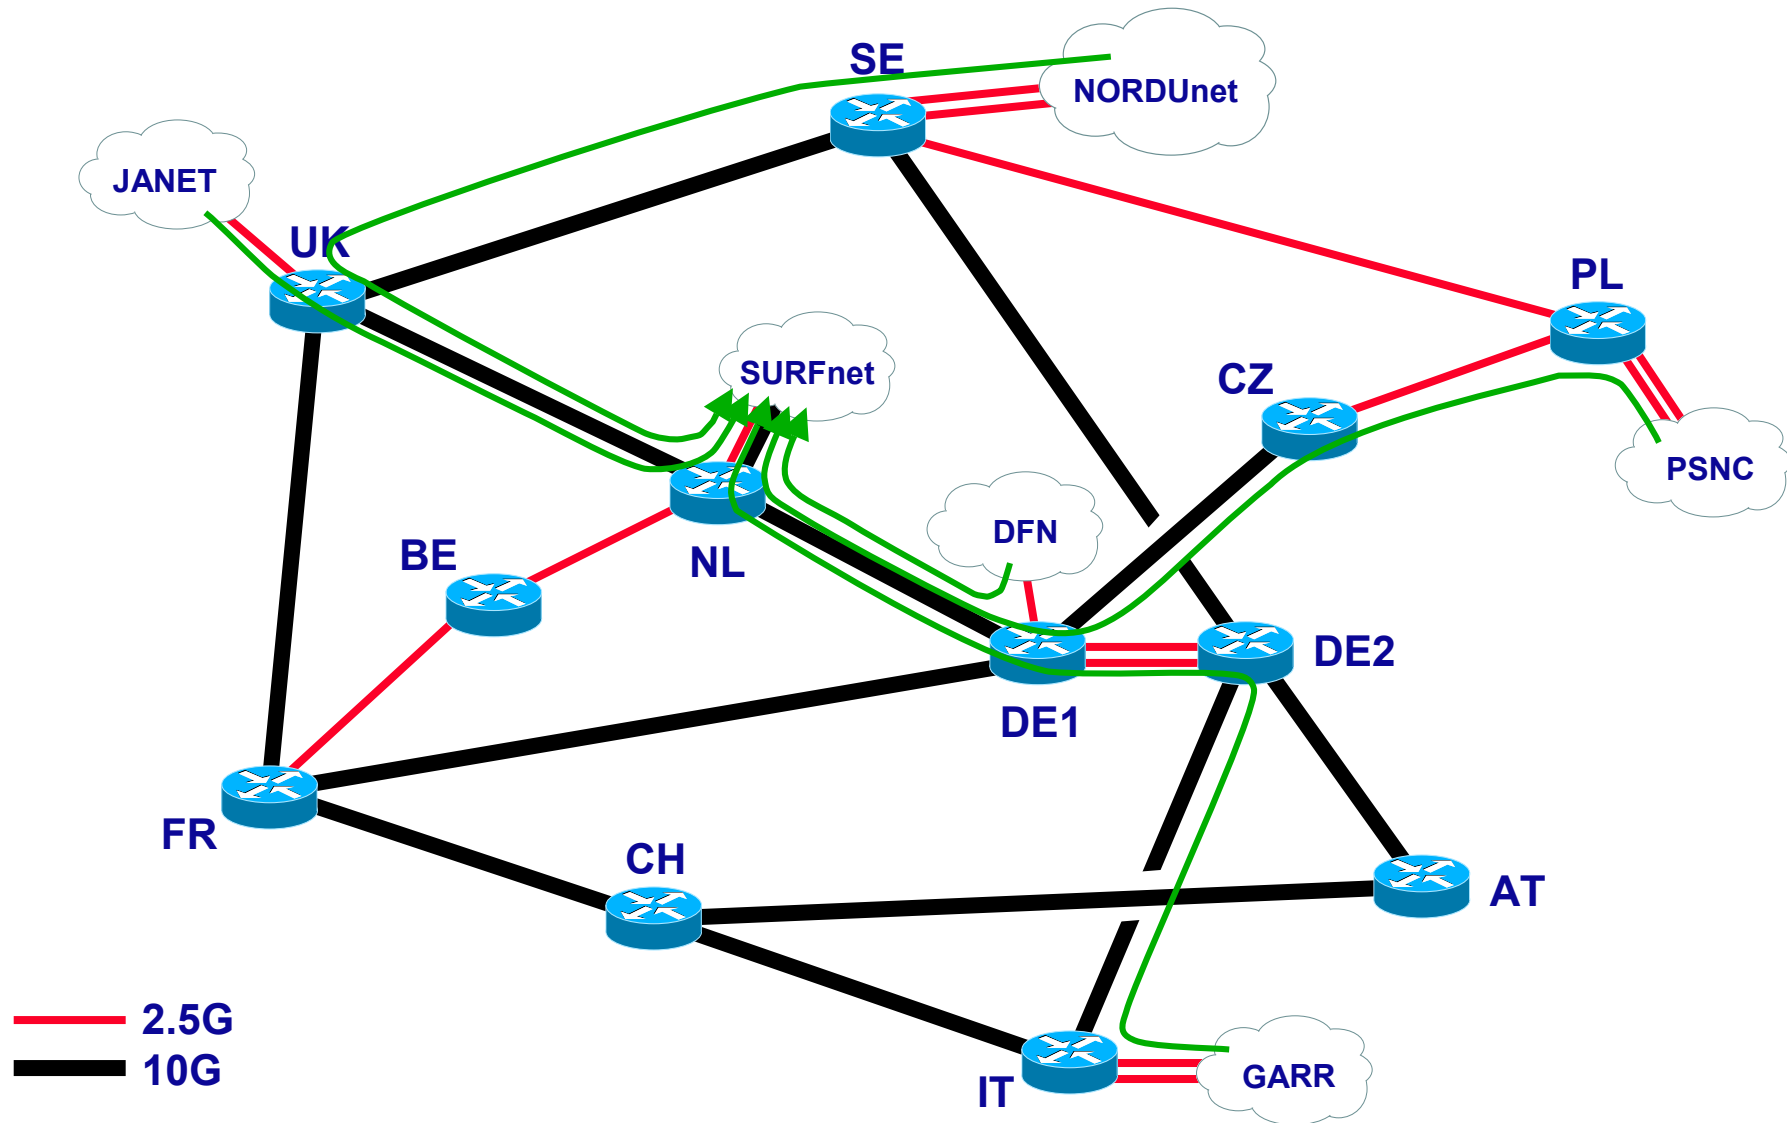 SE
NORDUnet
JANET
UK
PL
SURFnet
CZ
PSNC
DFN
BE
NL
DE2
DE1
FR
CH
AT
2.5G
10G
IT
GARR